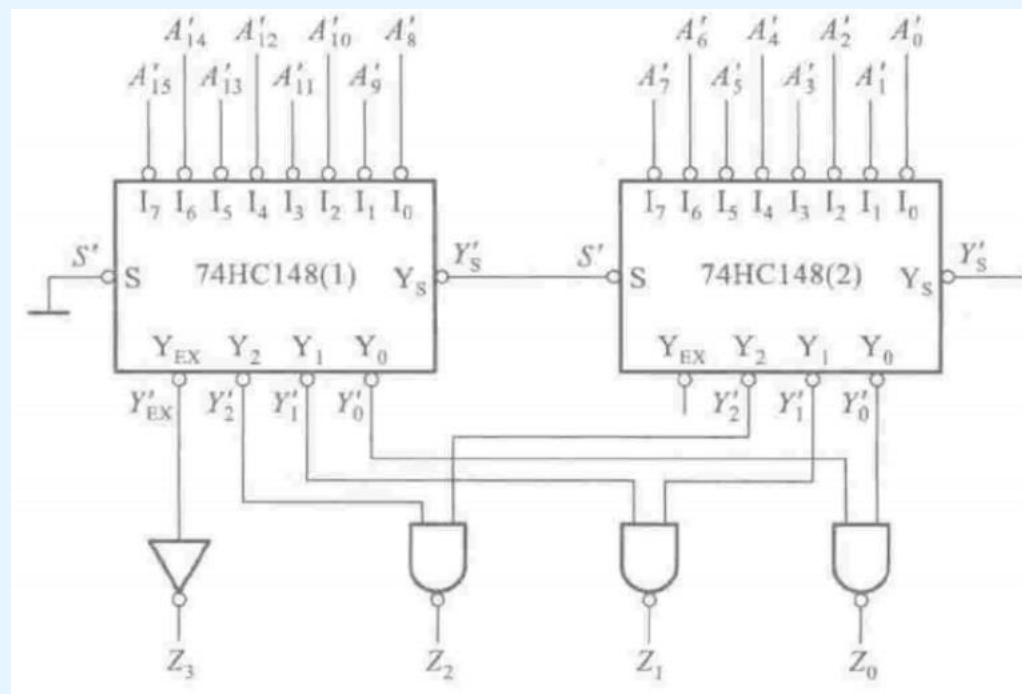 A′14 A′12 A′10 A′8 A′6 A′4 A′2 A′0
A′15 A′13 A′11 A′9 A′7 A′5 A′3 A′1
I7 I6 I5 I4 I3 I2 I1 I0 I7 I6 I5 I4 I3 I2 I1 I0
S′ S 74HC148(1) YS Y′S S′ S 74HC148(2) YS Y′S
YEX Y2 Y1 Y0 YEX Y2 Y1 Y0
Y′EX Y′2 Y′1 Y′0 Y′2 Y′1 Y′0
Z3 Z2 Z1 Z0